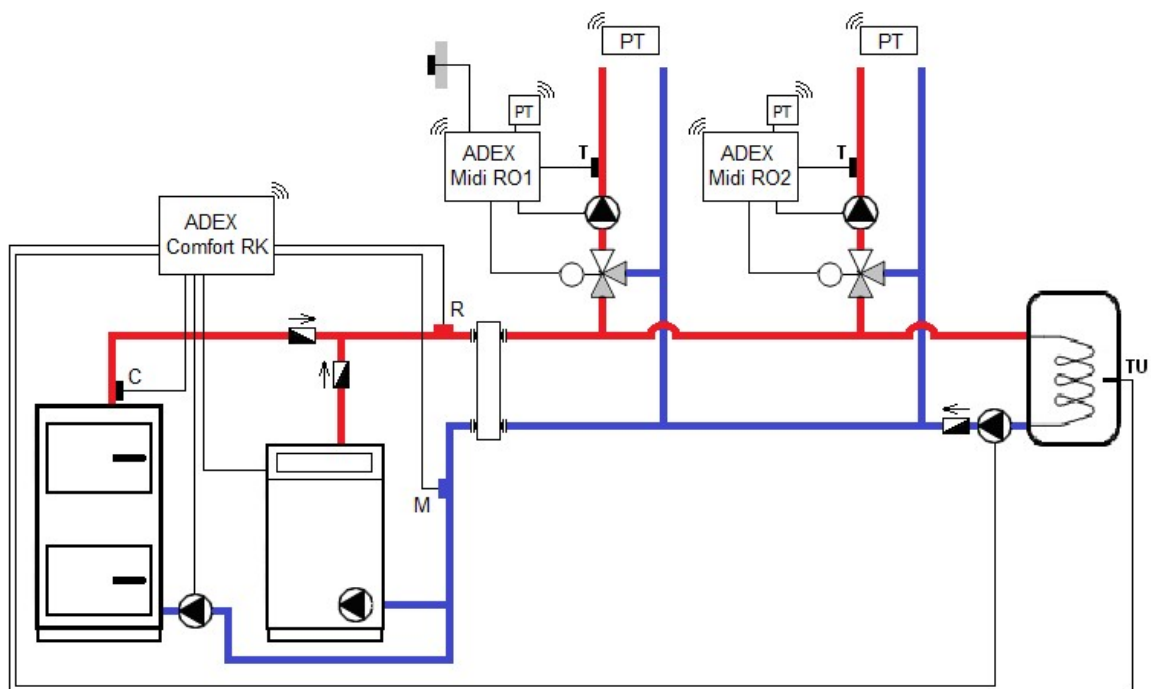 PT
PT
PT
PT
ADEX
Midi RO1
T
ADEX
Midi RO2
T
ADEX
Comfort RK
R
C
TU
M